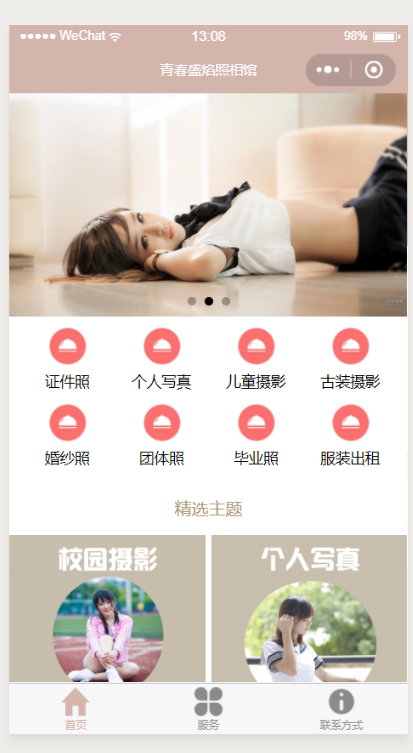 WeChat 13:08 98%
青春盛焰照相馆
证件照 个人写真 儿童摄影 古装摄影
婚纱照 团体照 毕业照 服装出租
精选主题
校园摄影 个人写真
首页 服务 联系方式